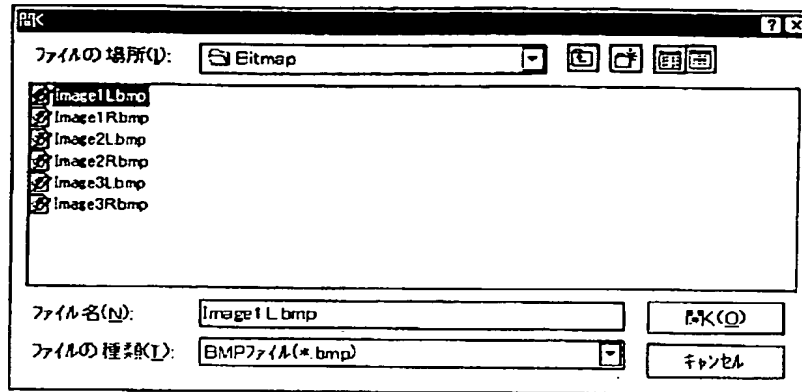 開く
ファイルの場所(I): Bitmap
Image1L.bmp
Image1R.bmp
Image2L.bmp
Image2R.bmp
Image3L.bmp
Image3R.bmp
ファイル名(N): Image1L.bmp 開く(O)
ファイルの種類(T): BMPファイル(*.bmp) キャンセル